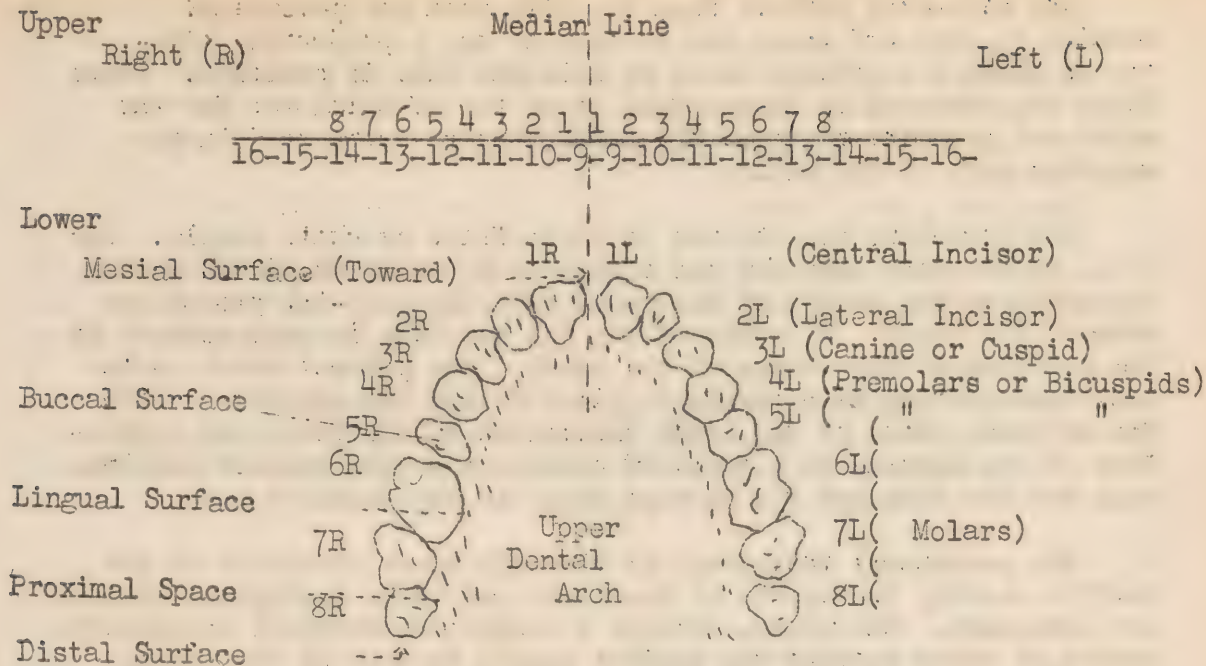 Upper Median Line
Right (R) Left (L)
8 7 6 5 4 3 2 1 1 2 3 4 5 6 7 8
16-15-14-13-12-11-10-9-9-10-11-12-13-14-15-16-
Lower
1R 1L (Central Incisor)
Mesial Surface (Toward)
2R 2L (Lateral Incisor)
3R 3L (Canine or Cuspid)
4R 4L (Premolars or Bicuspids)
Buccal Surface
5R 5L ( " "
(
6R 6L(
Lingual Surface (
7R Upper 7L( Molars)
Dental (
Proximal Space Arch
8R 8L(
Distal Surface